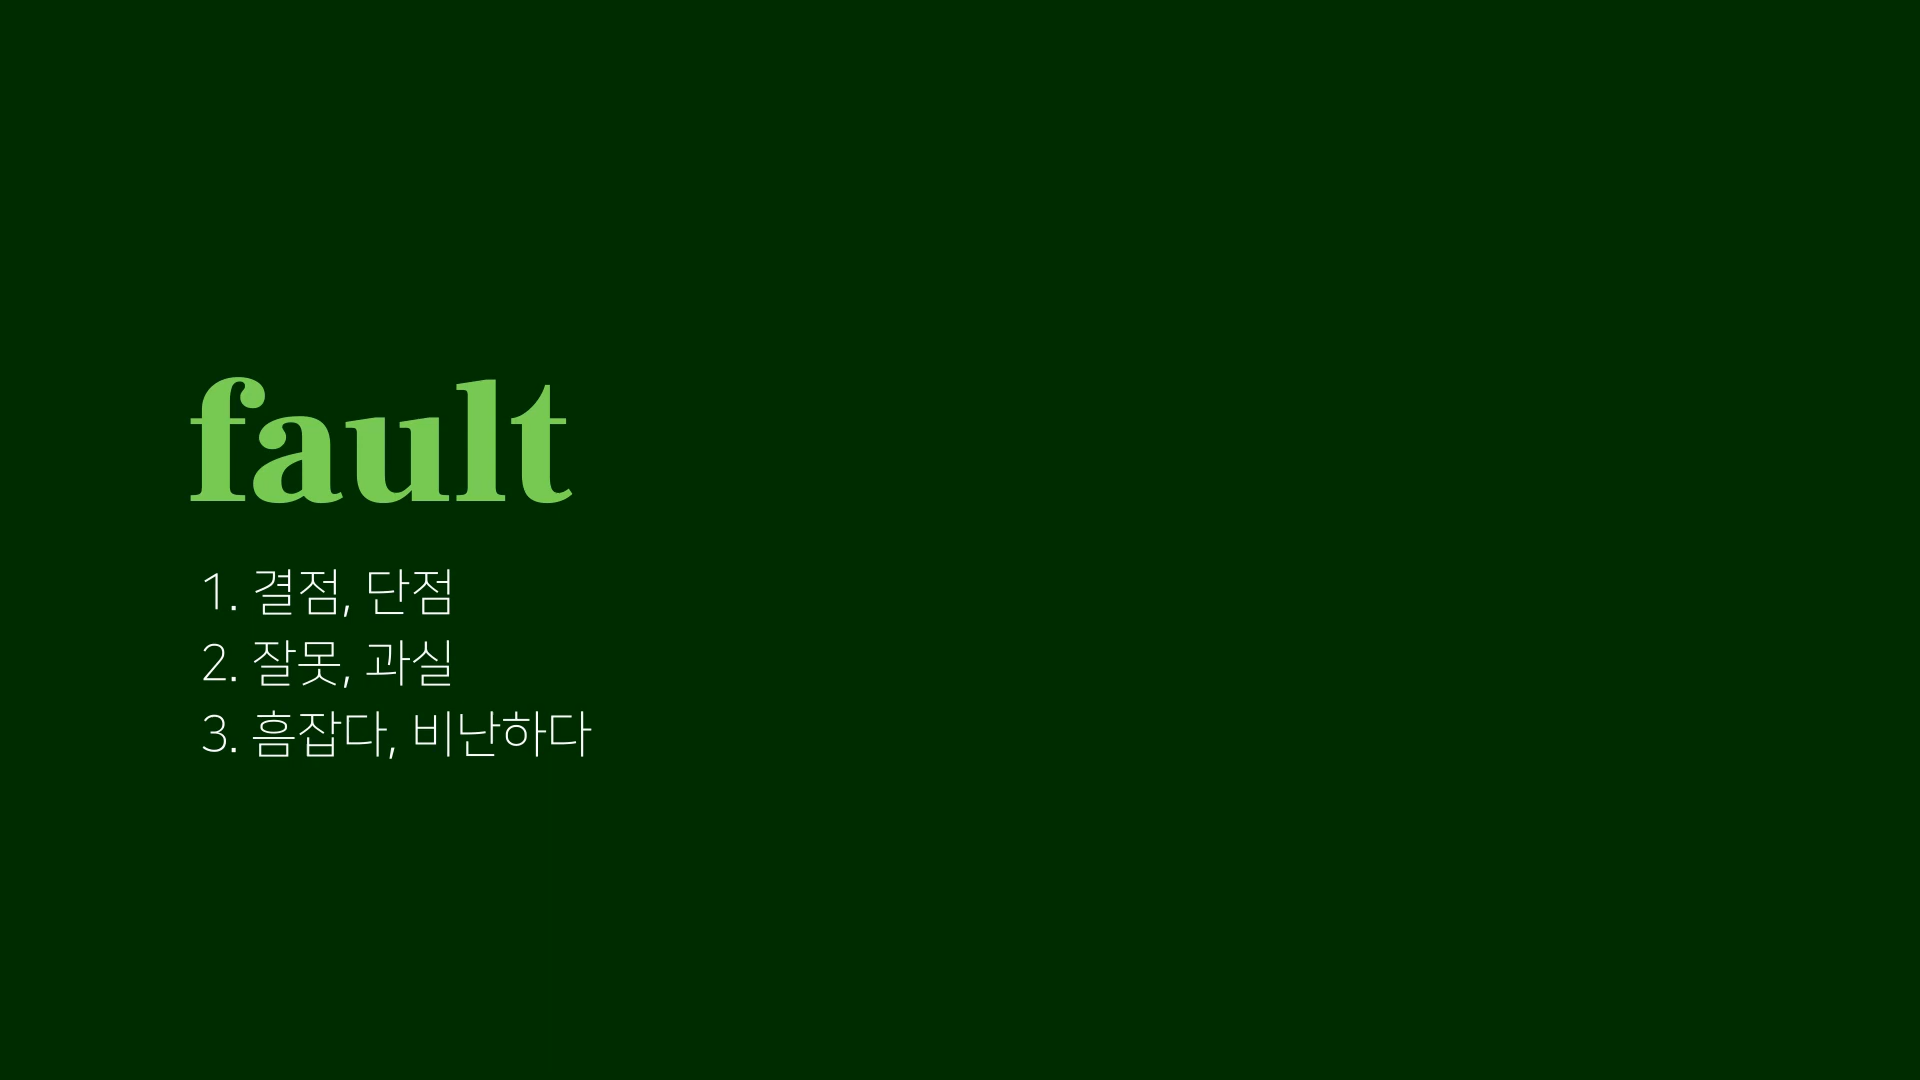 fault
1. 결점, 단점
2. 잘못, 과실
3. 흠잡다, 비난하다